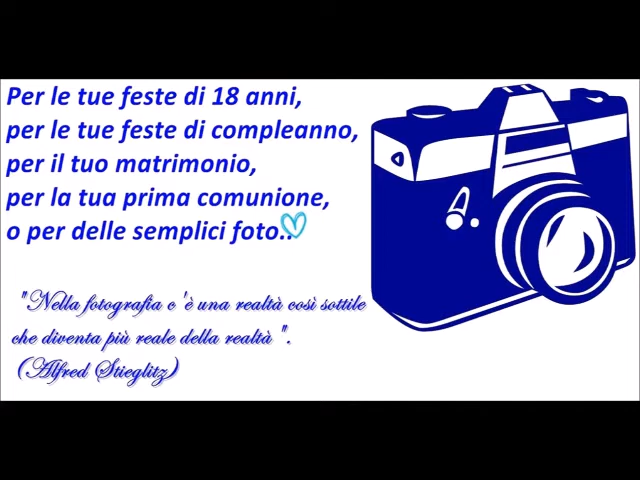 Per le tue feste di 18 anni,
per le tue feste di compleanno,
per il tuo matrimonio,
per la tua prima comunione,
o per delle semplici foto..
"Nella fotografia c 'è una realtà così sottile
che diventa più reale della realtà ".
(Alfred Stieglitz)